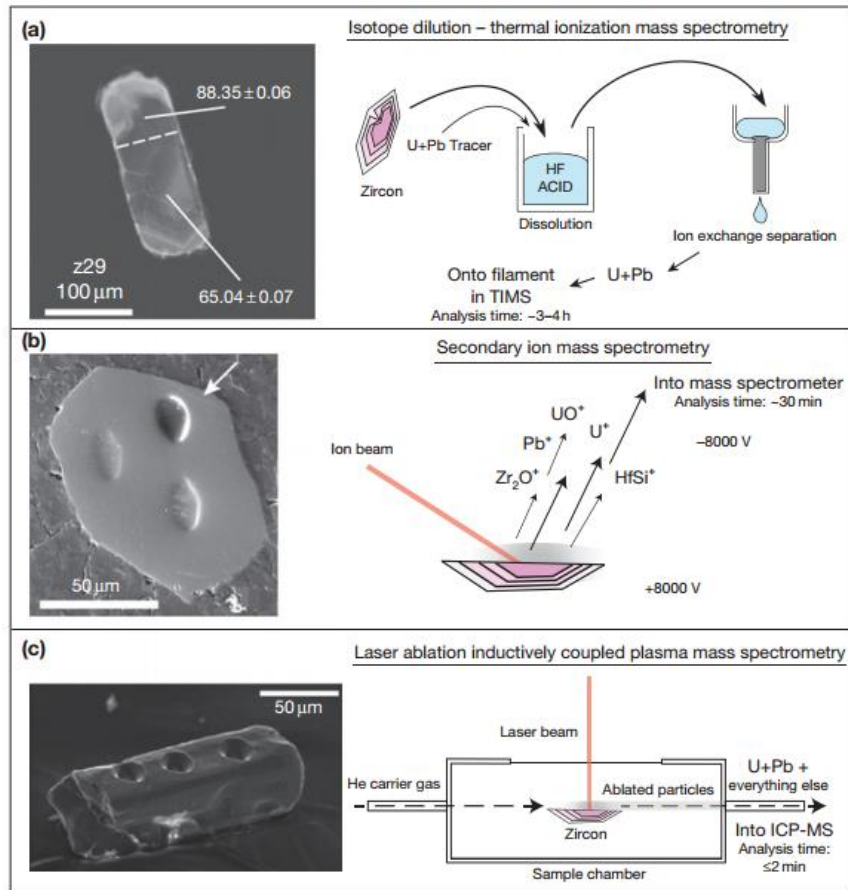 (a)
Isotope dilution – thermal ionization mass spectrometry
88.35 ± 0.06
65.04 ± 0.07
z29
100 μm
Zircon
U+Pb Tracer
HF
ACID
Dissolution
Ion exchange separation
U+Pb
Onto filament
in TIMS
Analysis time: ~3–4 h
(b)
Secondary ion mass spectrometry
50 μm
Ion beam
Zr₂O⁺
Pb⁺
UO⁺
U⁺
HfSi⁺
Into mass spectrometer
Analysis time: ~30 min
–8000 V
+8000 V
(c)
Laser ablation inductively coupled plasma mass spectrometry
50 μm
Laser beam
He carrier gas
Ablated particles
Zircon
Sample chamber
U+Pb +
everything else
Into ICP-MS
Analysis time:
≤2 min